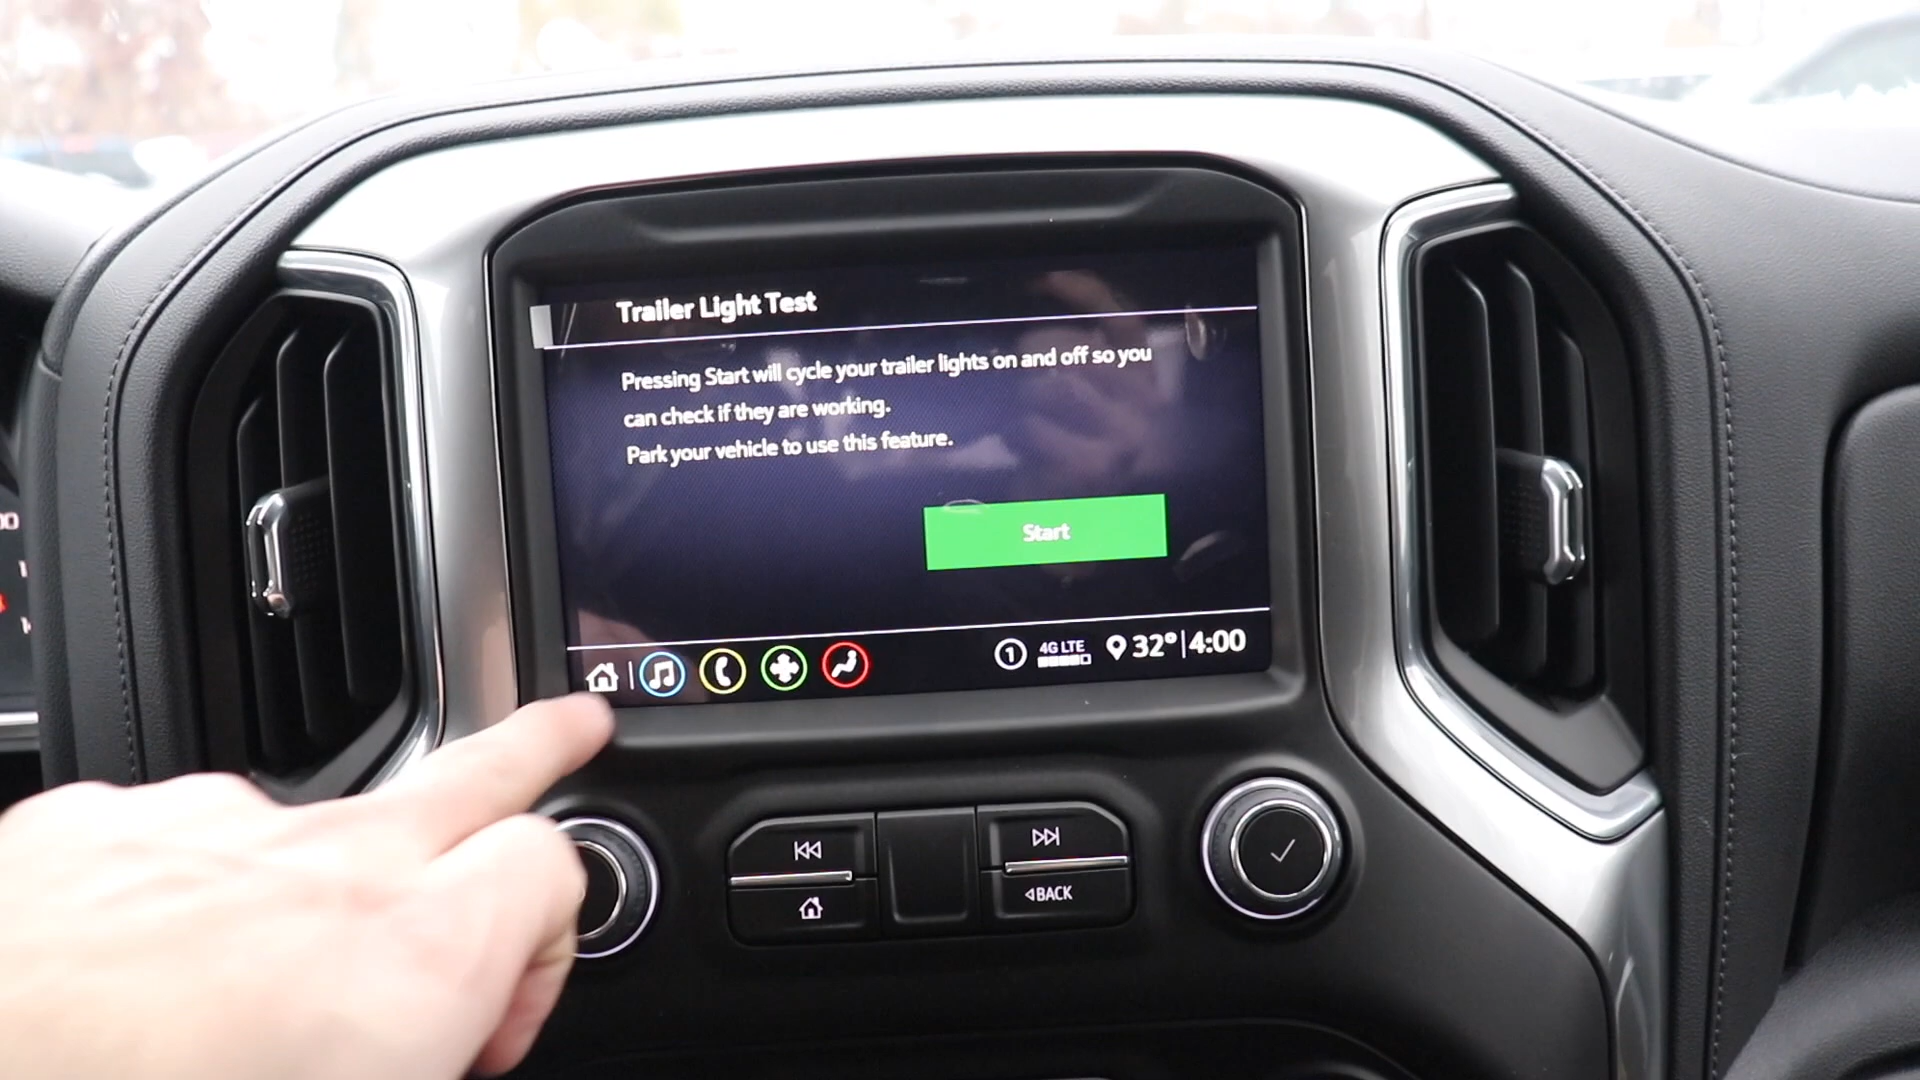 Trailer Light Test
Pressing Start will cycle your trailer lights on and off so you
can check if they are working.
Park your vehicle to use this feature.
Start
1
4G LTE
32°
4:00
BACK